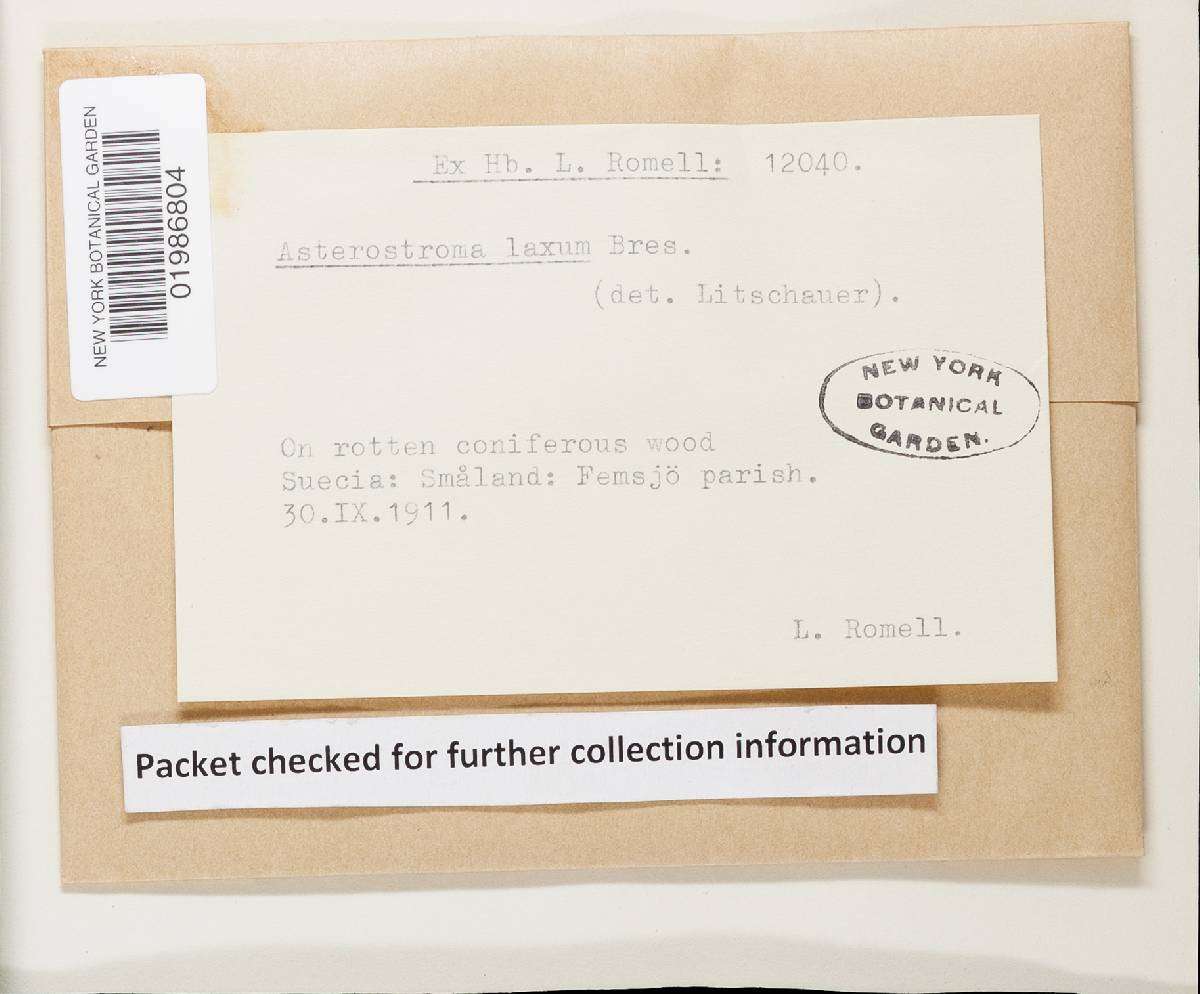 NEW YORK BOTANICAL GARDEN
01986804
Ex Hb. L. Romell: 12040.
Asterostroma laxum Bres.
(det. Litschauer).
NEW YORK
BOTANICAL
GARDEN.
On rotten coniferous wood
Suecia: Småland: Femsjö parish.
30.IX.1911.
L. Romell.
Packet checked for further collection information